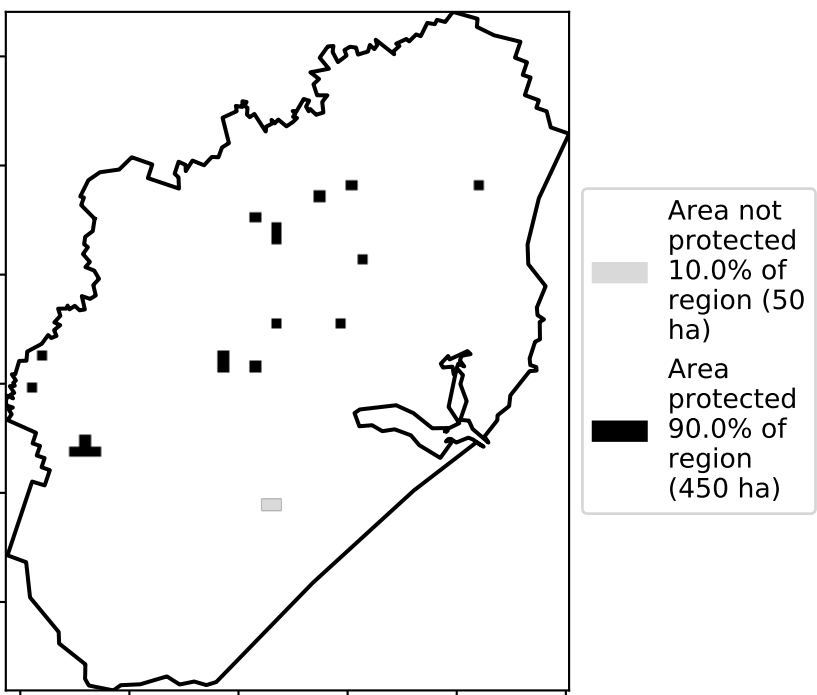 Area not
protected
10.0% of
region (50
ha)
Area
protected
90.0% of
region
(450 ha)